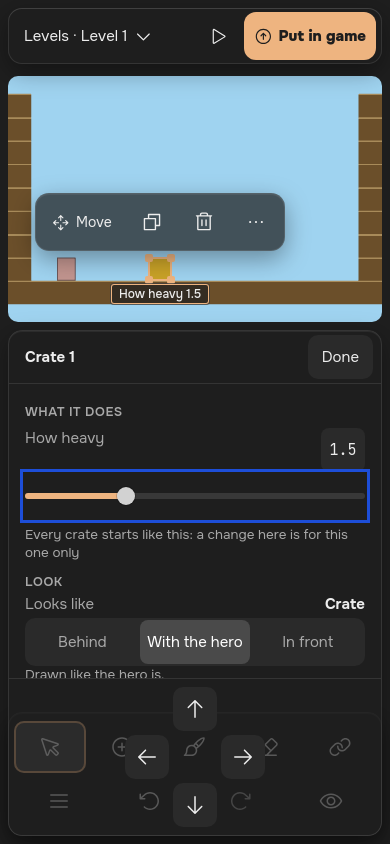 Levels · Level 1
Put in game
Move
How heavy 1.5
Crate 1
Done
WHAT IT DOES
How heavy
1.5
Every crate starts like this: a change here is for this
one only
LOOK
Looks like
Crate
Behind
With the hero
In front
Drawn like the hero is.